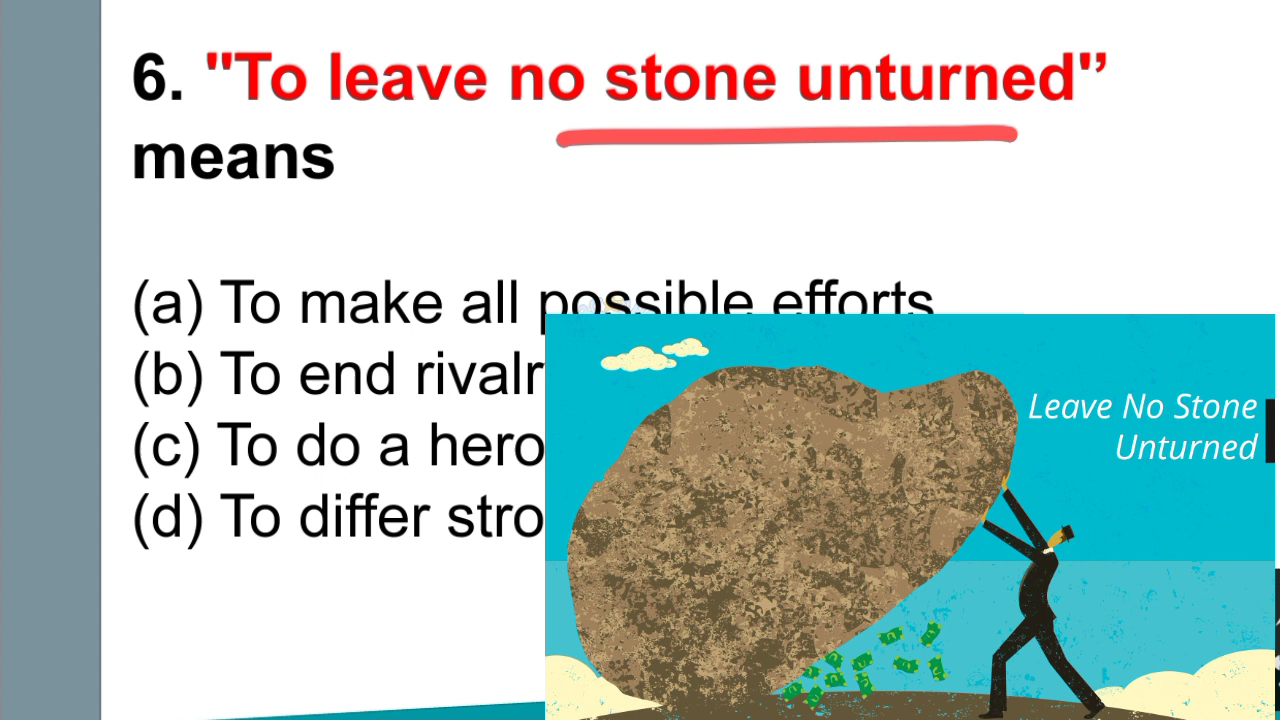 6. "To leave no stone unturned"
means
(a) To make all possible efforts
(b) To end rivalr
(c) To do a hero
(d) To differ stro
Leave No Stone
Unturned